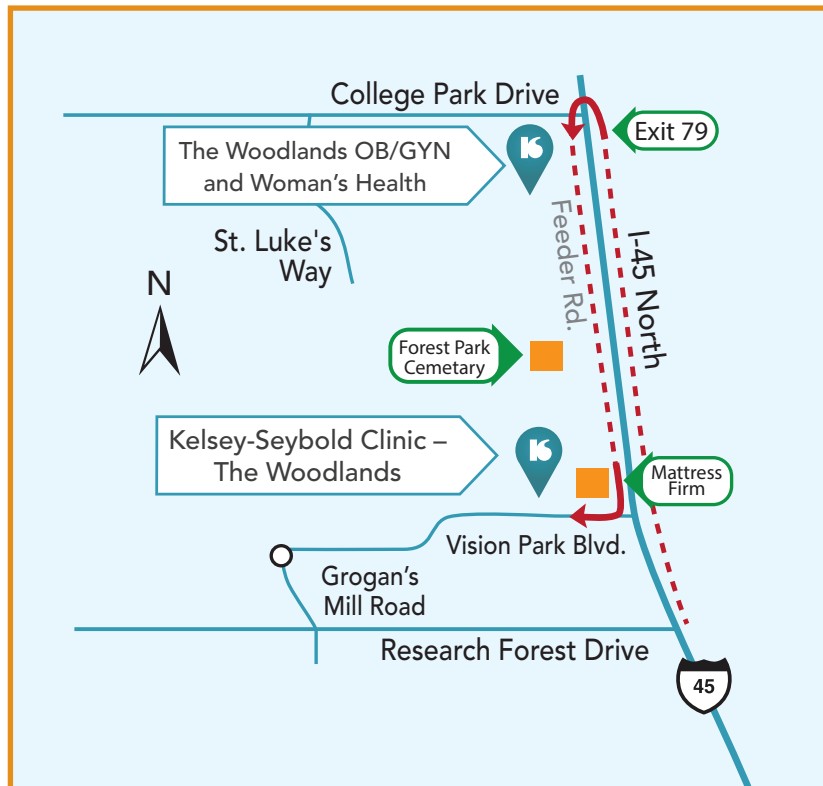 College Park Drive
Exit 79
The Woodlands OB/GYN
and Woman's Health
K
St. Luke's
Way
Feeder Rd.
I-45 North
N
Forest Park
Cemetary
Kelsey-Seybold Clinic –
The Woodlands
K
Mattress
Firm
Vision Park Blvd.
Grogan's
Mill Road
Research Forest Drive
45